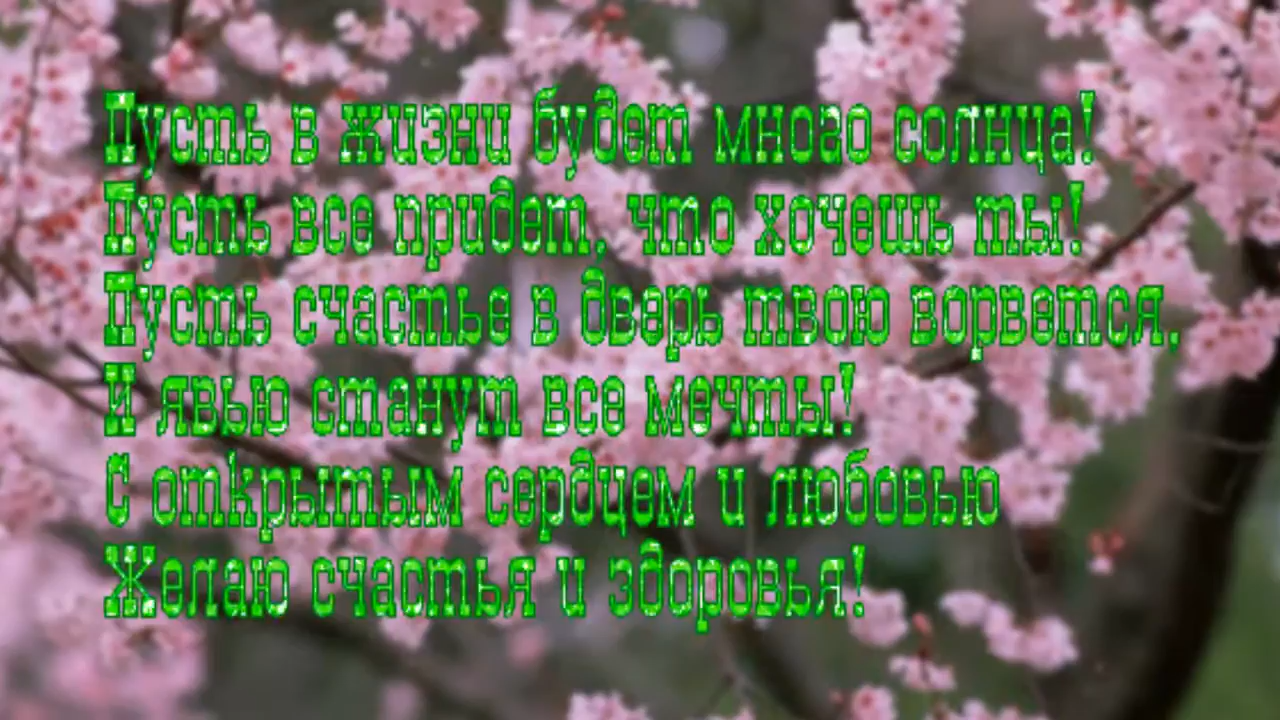 Пусть в жизни будет много солнца!
Пусть все придет, что хочешь ты!
Пусть счастье в дверь твою ворвется,
И явью станут все мечты!
С открытым сердцем и любовью
Желаю счастья и здоровья!